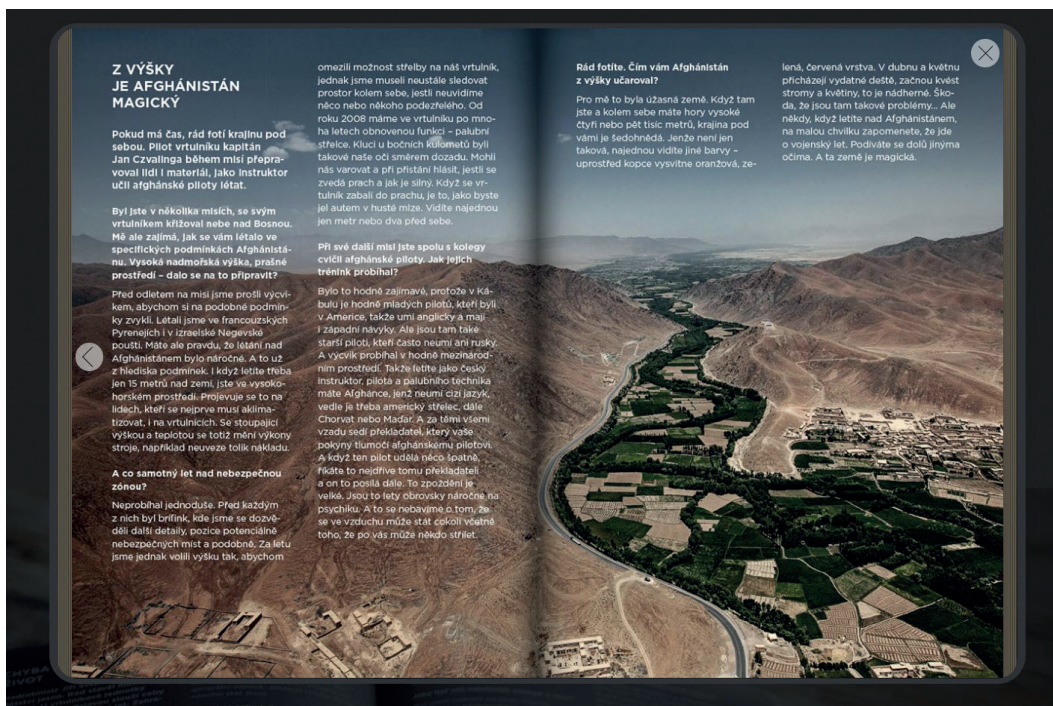 Z VÝŠKY
JE AFGHÁNISTÁN
MAGICKÝ
Pokud má čas, rád fotí krajinu pod
sebou. Pilot vrtulníku kapitán
Jan Czvalinga během misí přepra-
voval lidi i materiál, jako instruktor
učil afghánské piloty létat.
Byl jste v několika misích, se svým
vrtulníkem křižoval nebe nad Bosnou.
Mě ale zajímá, jak se vám létalo ve
specifických podmínkách Afghánistá-
nu. Vysoká nadmořská výška, prašné
prostředí – dalo se na to připravit?
Před odletem na misi jsme prošli výcvi-
kem, abychom si na podobné podmín-
ky zvykli. Létali jsme ve francouzských
Pyrenejích i v izraelské Negevské
poušti. Máte ale pravdu, že létání nad
Afghánistánem bylo náročné. A to už
z hlediska podmínek. I když letíte třeba
jen 15 metrů nad zemí, jste ve vysoko-
horském prostředí. Projevuje se to na
lidech, kteří se nejprve musí aklima-
tizovat, i na vrtulnících. Se stoupající
výškou a teplotou se totiž mění výkony
stroje, například neuveze tolik nákladu.
A co samotný let nad nebezpečnou
zónou?
Neprobíhal jednoduše. Před každým
z nich byl brífink, kde jsme se dozvě-
děli další detaily, pozice potenciálně
nebezpečných míst a podobně. Za letu
jsme jednak volili výšku tak, abychom
omezili možnost střelby na náš vrtulník,
jednak jsme museli neustále sledovat
prostor kolem sebe, jestli neuvidíme
něco nebo někoho podezřelého. Od
roku 2008 máme ve vrtulníku po mno-
ha letech obnovenou funkci – palubní
střelce. Kluci u bočních kulometů byli
takové naše oči směrem dozadu. Mohli
nás varovat a při přistání hlásit, jestli se
zvedá prach a jak je silný. Když se vr-
tulník zabalí do prachu, je to, jako byste
jel autem v husté mlze. Vidíte najednou
jen metr nebo dva před sebe.
Při své další misi jste spolu s kolegy
cvičil afghánské piloty. Jak jejich
trénink probíhal?
Bylo to hodně zajímavé, protože v Ká-
bulu je hodně mladých pilotů, kteří byli
v Americe, takže umí anglicky a mají
i západní návyky. Ale jsou tam také
starší piloti, kteří často neumí ani rusky.
A výcvik probíhal v hodně mezinárod-
ním prostředí. Takže letíte jako český
instruktor, pilota a palubního technika
máte Afghánce, jenž neumí cizí jazyk,
vedle je třeba americký střelec, dále
Chorvat nebo Maďar. A za těmi všemi
vzadu sedí překladatel, který vaše
pokyny tlumočí afghánskému pilotovi.
A když ten pilot udělá něco špatně,
říkáte to nejdříve tomu překladateli
a on to posílá dále. To zpoždění je
velké. Jsou to lety obrovsky náročné na
psychiku. A to se nebavíme o tom, že
se ve vzduchu může stát cokoli včetně
toho, že po vás může někdo střílet.
Rád fotíte. Čím vám Afghánistán
z výšky učaroval?
Pro mě to byla úžasná země. Když tam
jste a kolem sebe máte hory vysoké
čtyři nebo pět tisíc metrů, krajina pod
vámi je šedohnědá. Jenže není jen
taková, najednou vidíte jiné barvy –
uprostřed kopce vysvitne oranžová, ze-
lená, červená vrstva. V dubnu a květnu
přicházejí vydatné deště, začnou kvést
stromy a květiny, to je nádherné. Ško-
da, že jsou tam takové problémy... Ale
někdy, když letíte nad Afghánistánem,
na malou chvilku zapomenete, že jde
o vojenský let. Podíváte se dolů jinýma
očima. A ta země je magická.